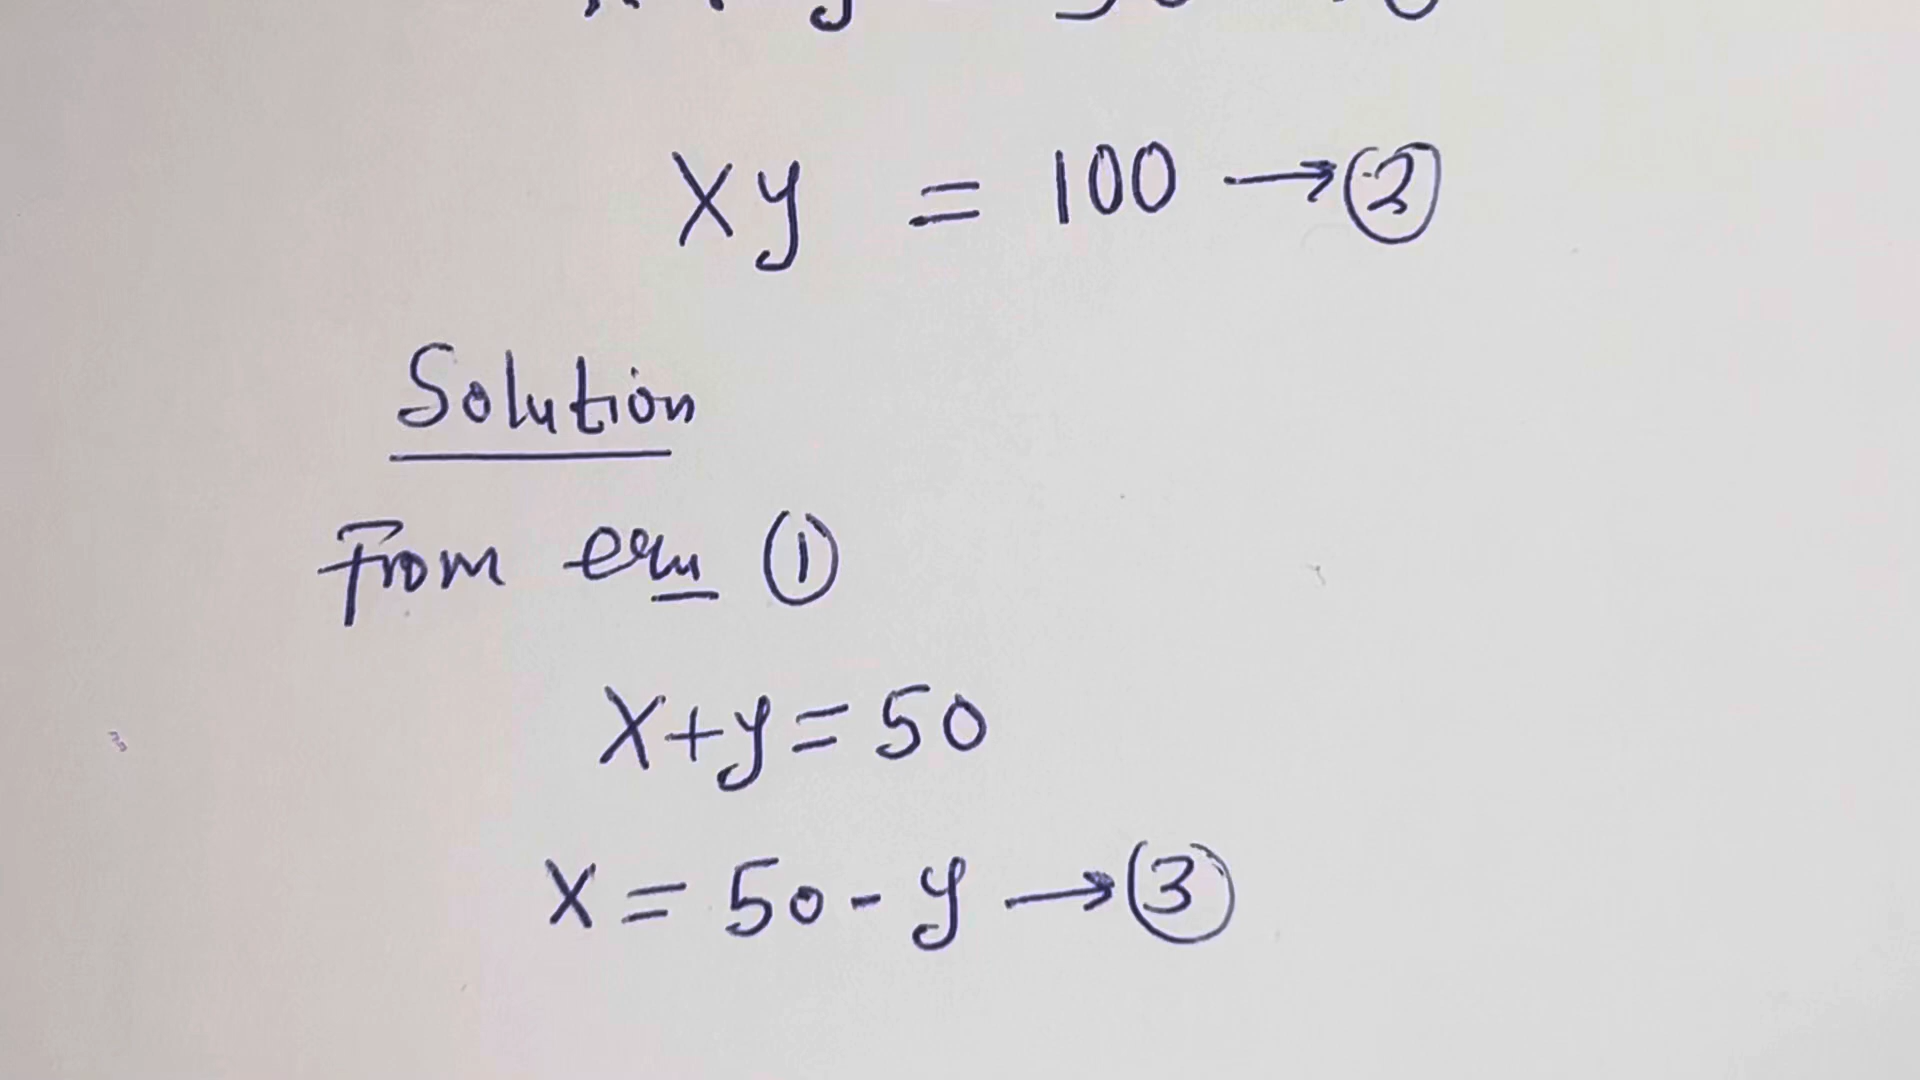 xy = 100 → ②
Solution
From eqn ①
x+y=50
x = 50 - y → ③